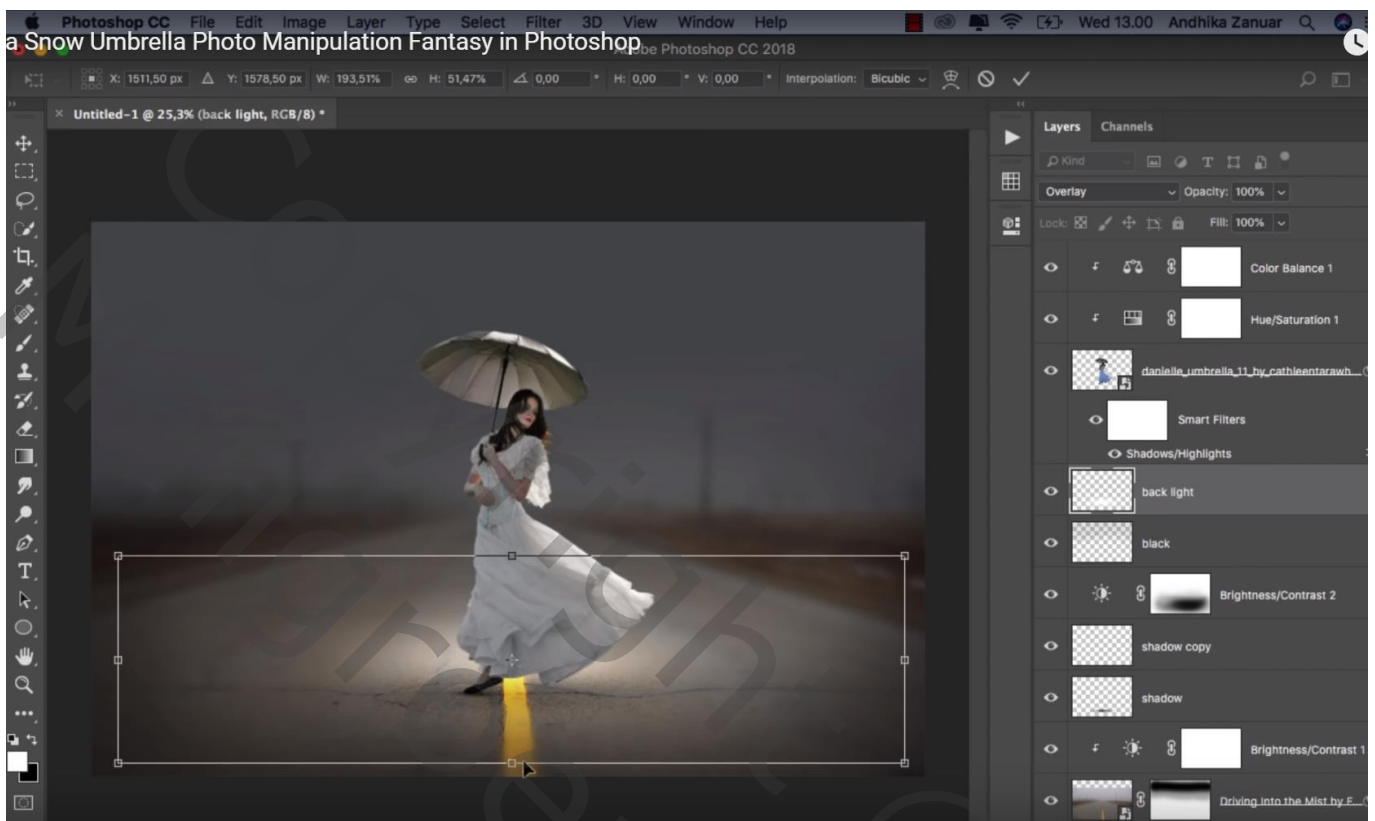 Photoshop CC File Edit Image Layer Type Select Filter 3D View Window Help Wed 13.00 Andhika Zanuar
a Snow Umbrella Photo Manipulation Fantasy in Photoshop
Adobe Photoshop CC 2018
X: 1511,50 px Y: 1578,50 px W: 193,51% H: 51,47% 0,00 ° H: 0,00 ° V: 0,00 ° Interpolation: Bicubic
× Untitled-1 @ 25,3% (back light, RGB/8) *
Layers Channels
Kind
Overlay Opacity: 100%
Lock: Fill: 100%
Color Balance 1
Hue/Saturation 1
danielle_umbrella_11_by_cathleentarawh...
Smart Filters
Shadows/Highlights
back light
black
Brightness/Contrast 2
shadow copy
shadow
Brightness/Contrast 1
Driving Into the Mist by F...